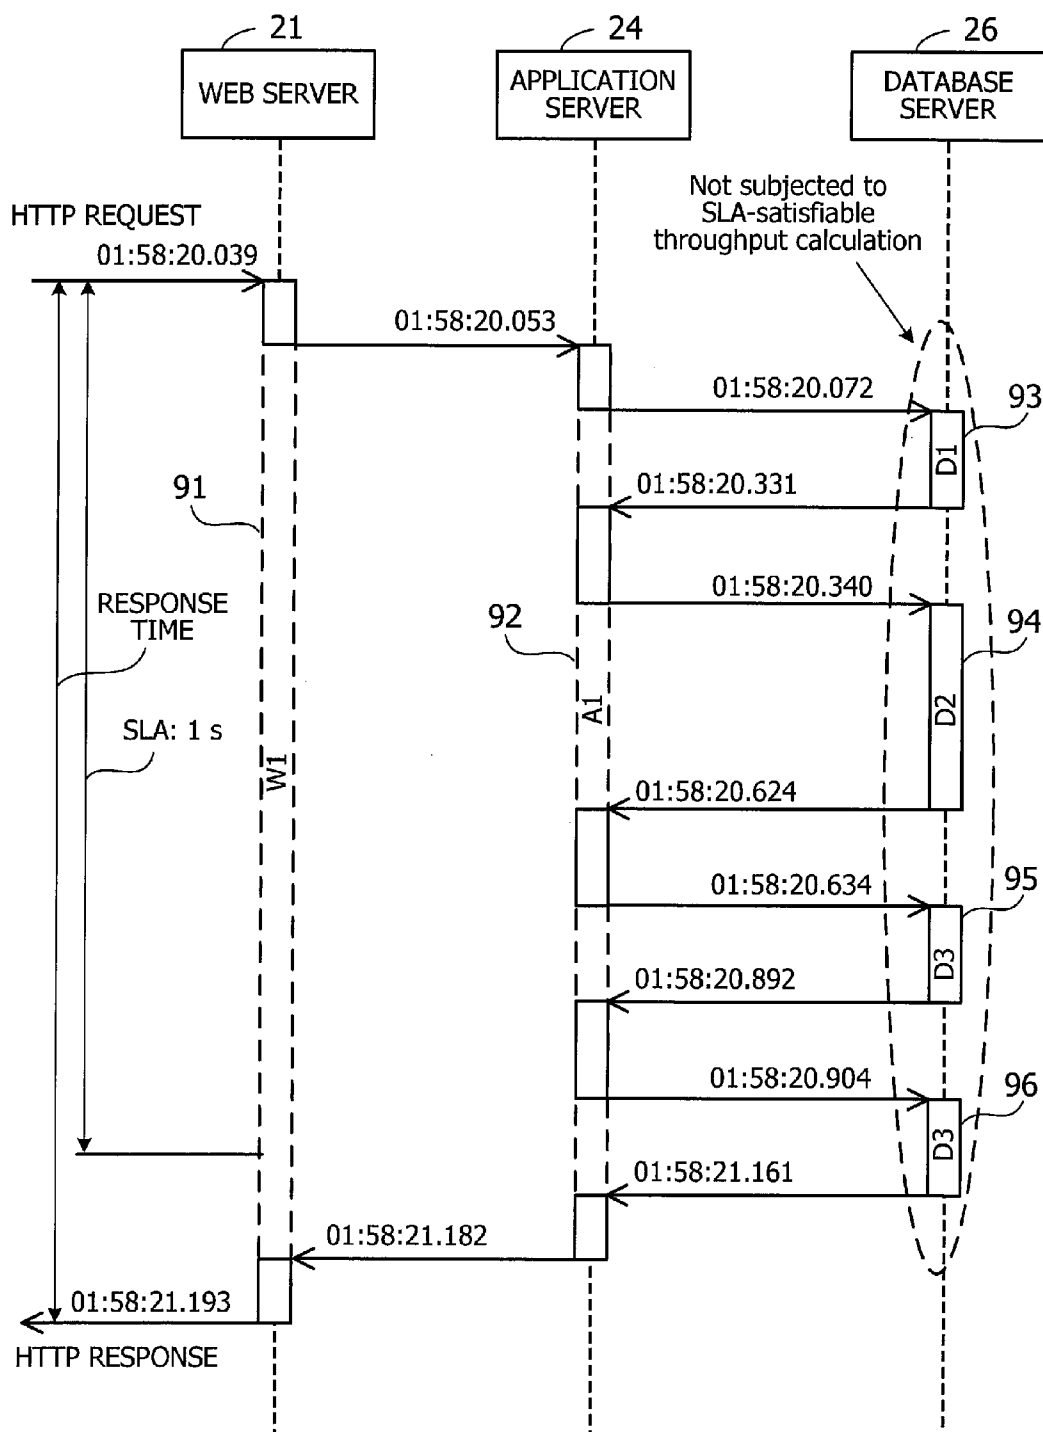 21
24
26
WEB SERVER
APPLICATION
SERVER
DATABASE
SERVER
Not subjected to
SLA-satisfiable
throughput calculation
HTTP REQUEST
01:58:20.039
01:58:20.053
01:58:20.072
93
D1
01:58:20.331
91
01:58:20.340
RESPONSE
TIME
92
94
A1
D2
SLA: 1 s
W1
01:58:20.624
01:58:20.634
95
D3
01:58:20.892
01:58:20.904
96
D3
01:58:21.161
01:58:21.182
01:58:21.193
HTTP RESPONSE